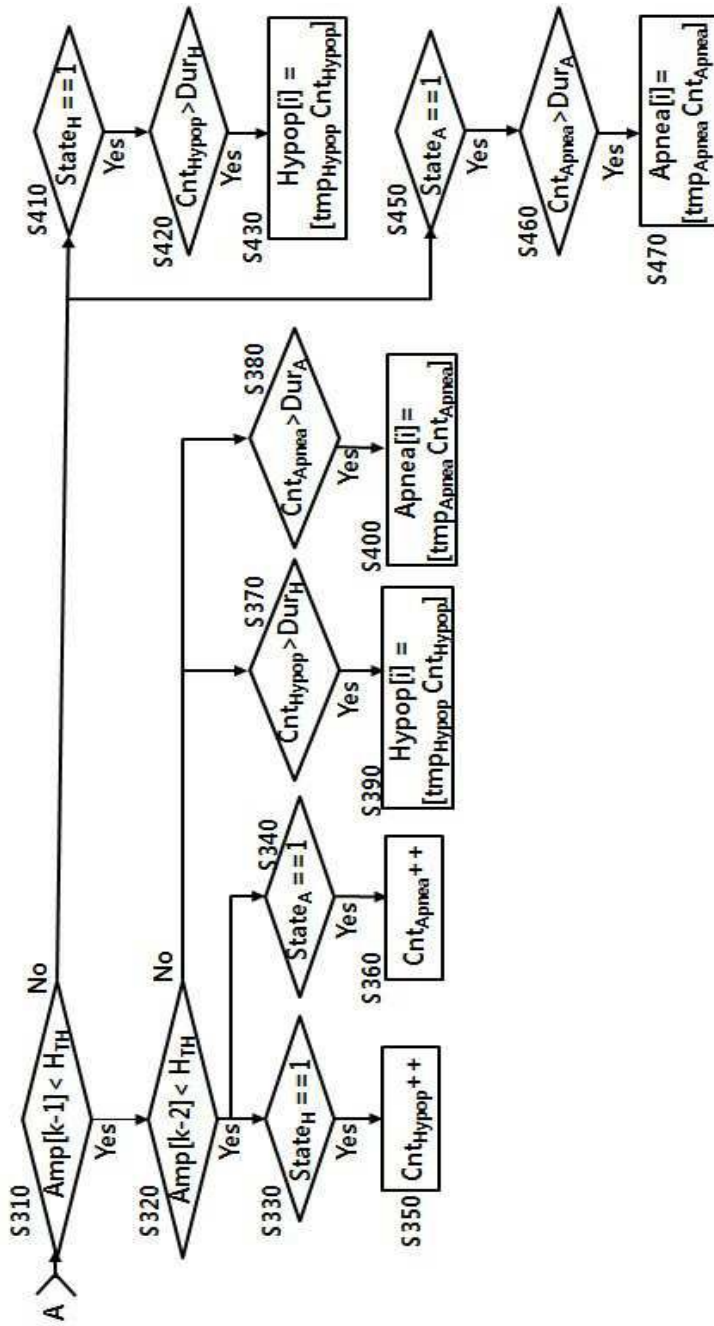 A
S310
Amp[k-1] < H_TH
No
Yes
S320
Amp[k-2] < H_TH
No
Yes
S330
State_H ==1
Yes
S350
Cnt_Hypop++
S340
State_A ==1
Yes
S360
Cnt_Apnea++
S370
Cnt_Hypop>Dur_H
Yes
S390
Hypop[i] =
[tmp_Hypop Cnt_Hypop]
S380
Cnt_Apnea>Dur_A
Yes
S400
Apnea[i]=
[tmp_Apnea Cnt_Apnea]
S410
State_H ==1
Yes
S420
Cnt_Hypop>Dur_H
Yes
S430
Hypop[i] =
[tmp_Hypop Cnt_Hypop]
S450
State_A ==1
Yes
S460
Cnt_Apnea>Dur_A
Yes
S470
Apnea[i]=
[tmp_Apnea Cnt_Apnea]